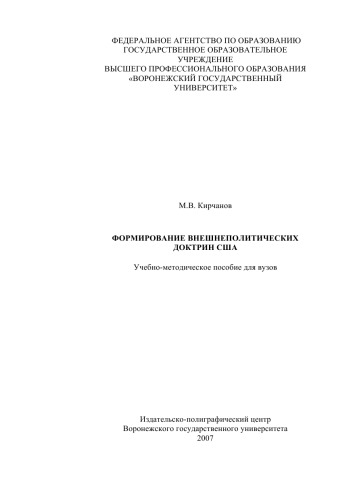 ФЕДЕРАЛЬНОЕ АГЕНТСТВО ПО ОБРАЗОВАНИЮ
ГОСУДАРСТВЕННОЕ ОБРАЗОВАТЕЛЬНОЕ
УЧРЕЖДЕНИЕ
ВЫСШЕГО ПРОФЕССИОНАЛЬНОГО ОБРАЗОВАНИЯ
«ВОРОНЕЖСКИЙ ГОСУДАРСТВЕННЫЙ
УНИВЕРСИТЕТ»
М.В. Кирчанов
ФОРМИРОВАНИЕ ВНЕШНЕПОЛИТИЧЕСКИХ
ДОКТРИН США
Учебно-методическое пособие для вузов
Издательско-полиграфический центр
Воронежского государственного университета
2007